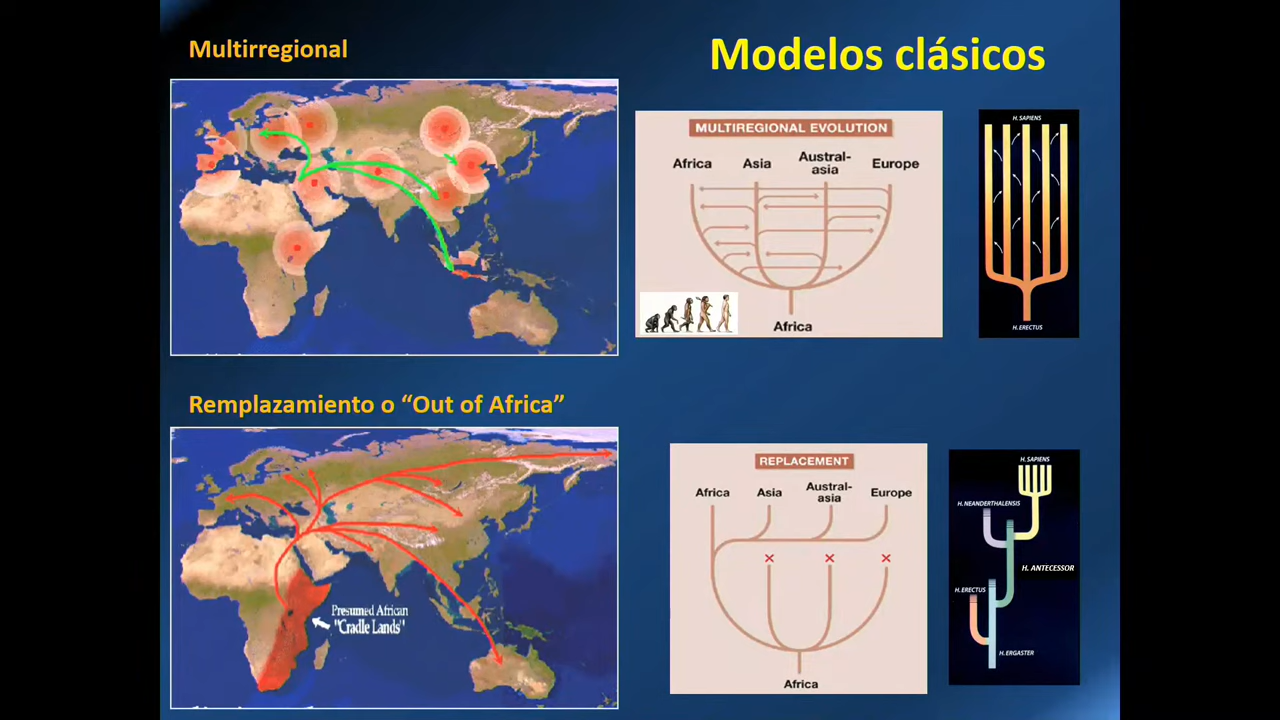 Multirregional
Modelos clásicos
MULTIREGIONAL EVOLUTION
Africa
Asia
Austral-
asia
Europe
Africa
H. SAPIENS
H. ERECTUS
Remplazamiento o “Out of Africa”
Presumed African
"Cradle Lands"
REPLACEMENT
Africa
Asia
Austral-
asia
Europe
Africa
H. SAPIENS
H. NEANDERTHALENSIS
H. ANTECESSOR
H. ERECTUS
H. ERGASTER